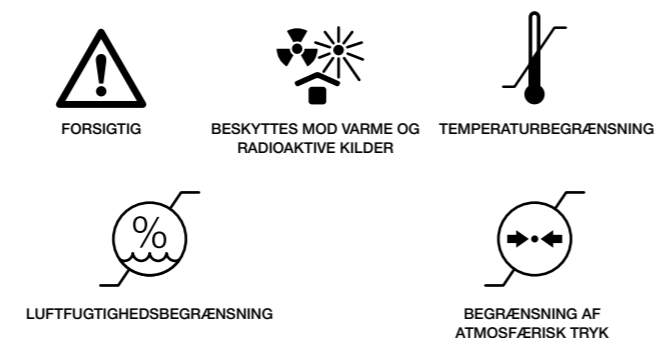 FORSIGTIG
BESKYTTES MOD VARME OG
RADIOAKTIVE KILDER
TEMPERATURBEGRÆNSNING
%
LUFTFUGTIGHEDSBEGRÆNSNING
BEGRÆNSNING AF
ATMOSFÆRISK TRYK